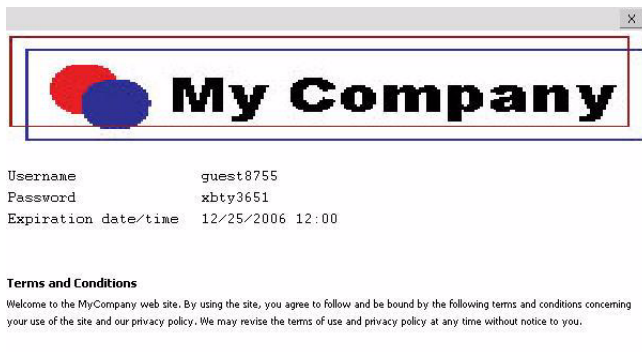 X
My Company
Username guest8755
Password xbty3651
Expiration date/time 12/25/2006 12:00
Terms and Conditions
Welcome to the MyCompany web site. By using the site, you agree to follow and be bound by the following terms and conditions concerning
your use of the site and our privacy policy. We may revise the terms of use and privacy policy at any time without notice to you.